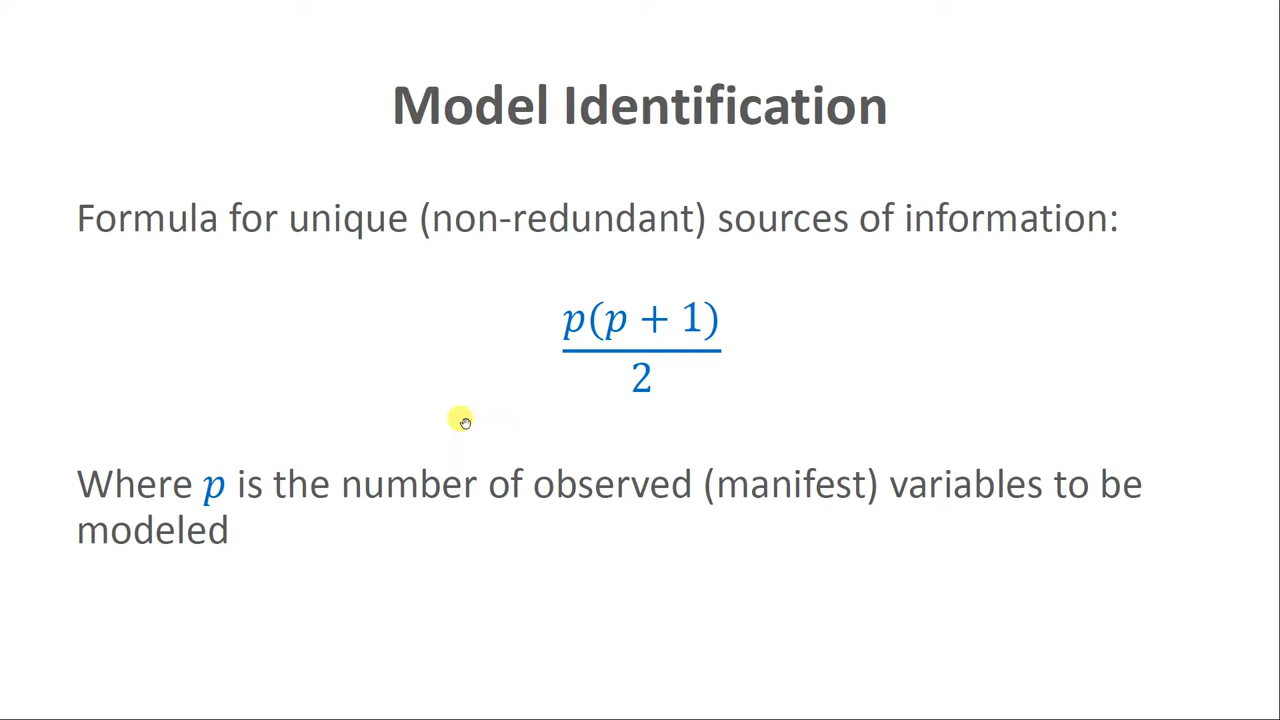 Model Identification
Formula for unique (non-redundant) sources of information:
p(p + 1)
2
Where p is the number of observed (manifest) variables to be
modeled